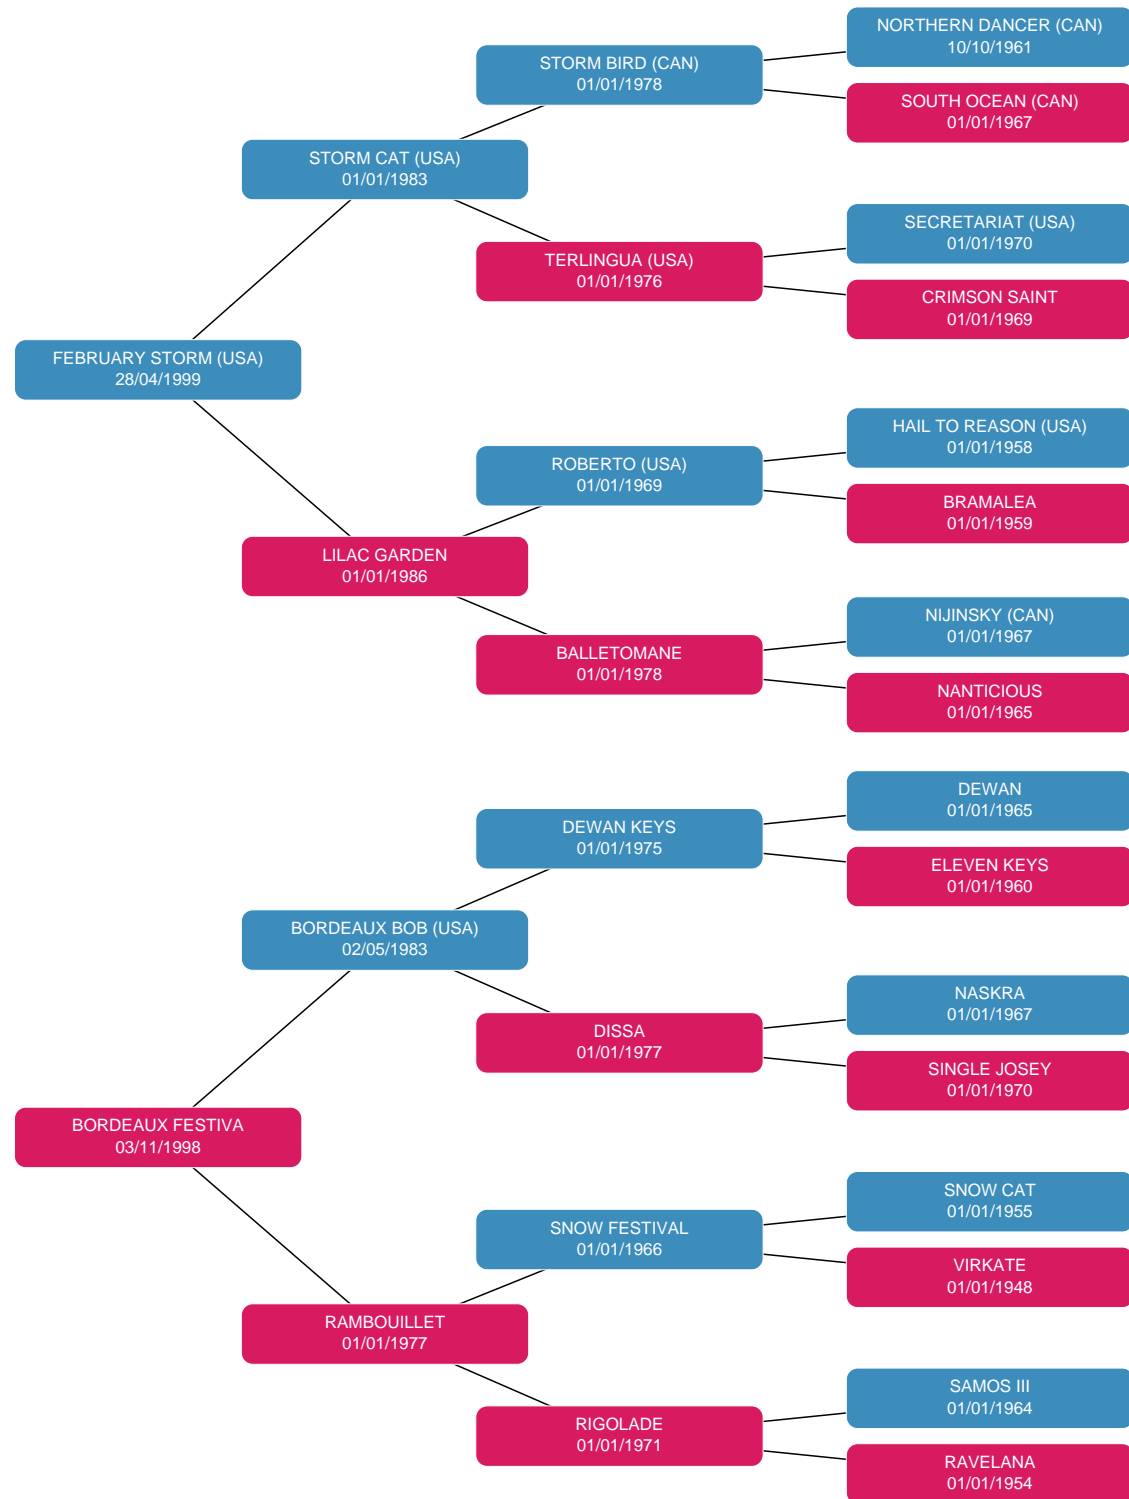 NORTHERN DANCER (CAN)
10/10/1961
STORM BIRD (CAN)
01/01/1978
SOUTH OCEAN (CAN)
01/01/1967
STORM CAT (USA)
01/01/1983
SECRETARIAT (USA)
01/01/1970
TERLINGUA (USA)
01/01/1976
CRIMSON SAINT
01/01/1969
FEBRUARY STORM (USA)
28/04/1999
HAIL TO REASON (USA)
01/01/1958
ROBERTO (USA)
01/01/1969
BRAMALEA
01/01/1959
LILAC GARDEN
01/01/1986
NIJINSKY (CAN)
01/01/1967
BALLETOMANE
01/01/1978
NANTICIOUS
01/01/1965
DEWAN
01/01/1965
DEWAN KEYS
01/01/1975
ELEVEN KEYS
01/01/1960
BORDEAUX BOB (USA)
02/05/1983
NASKRA
01/01/1967
DISSA
01/01/1977
SINGLE JOSEY
01/01/1970
BORDEAUX FESTIVA
03/11/1998
SNOW CAT
01/01/1955
SNOW FESTIVAL
01/01/1966
VIRKATE
01/01/1948
RAMBOUILLET
01/01/1977
SAMOS III
01/01/1964
RIGOLADE
01/01/1971
RAVELANA
01/01/1954